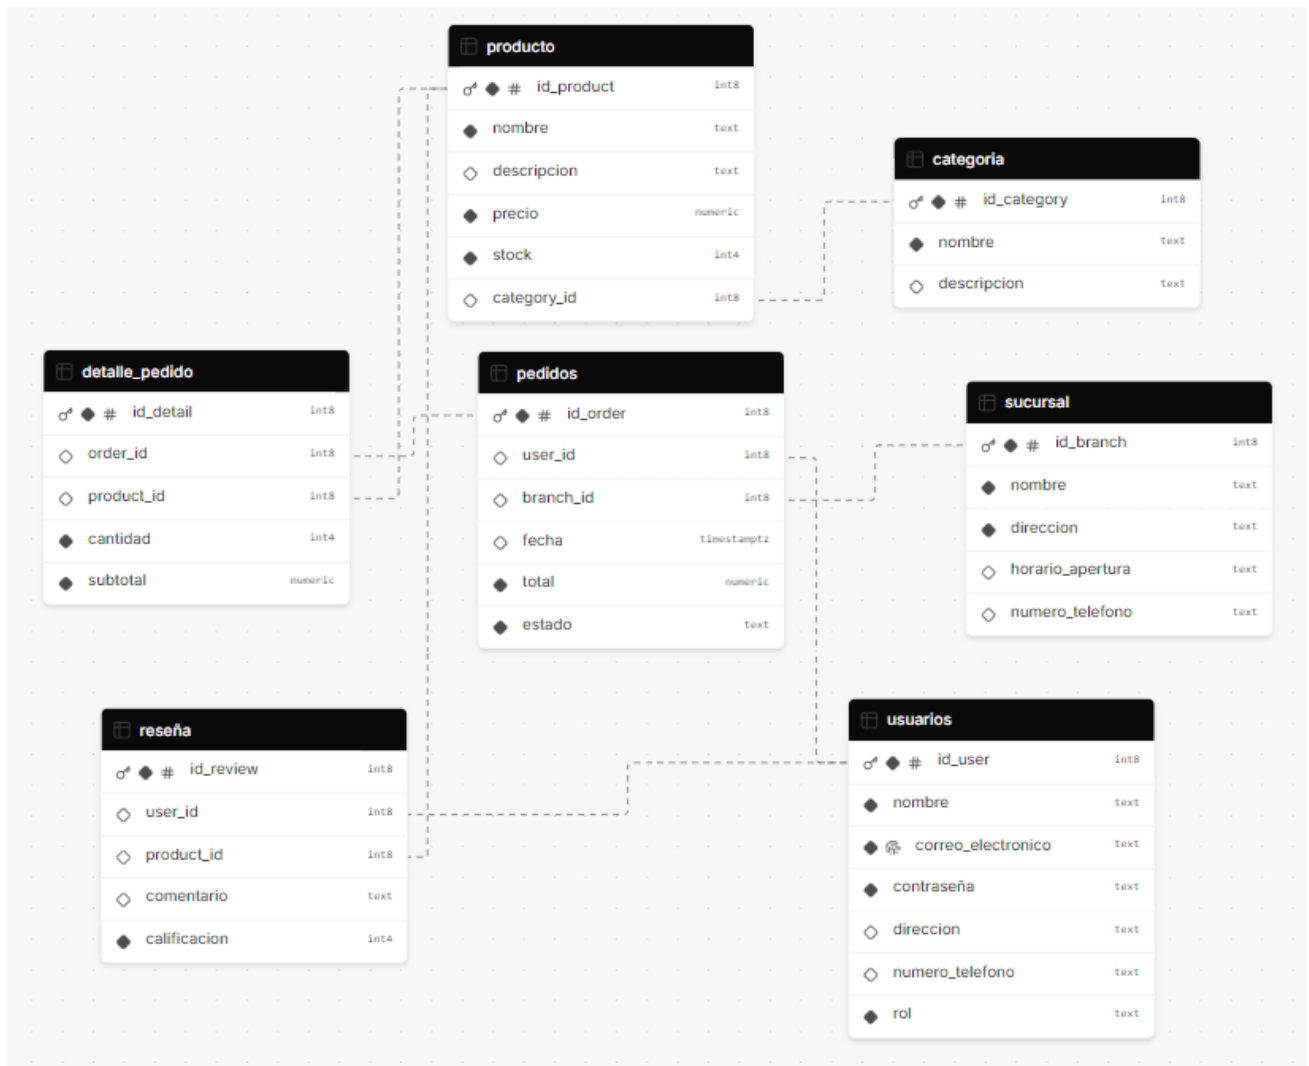 producto
# id_product int8
nombre text
descripcion text
precio numeric
stock int4
category_id int8
categoria
# id_category int8
nombre text
descripcion text
detalle_pedido
# id_detail int8
order_id int8
product_id int8
cantidad int4
subtotal numeric
pedidos
# id_order int8
user_id int8
branch_id int8
fecha timestamptz
total numeric
estado text
sucursal
# id_branch int8
nombre text
direccion text
horario_apertura text
numero_telefono text
reseña
# id_review int8
user_id int8
product_id int8
comentario text
calificacion int4
usuarios
# id_user int8
nombre text
correo_electronico text
contraseña text
direccion text
numero_telefono text
rol text